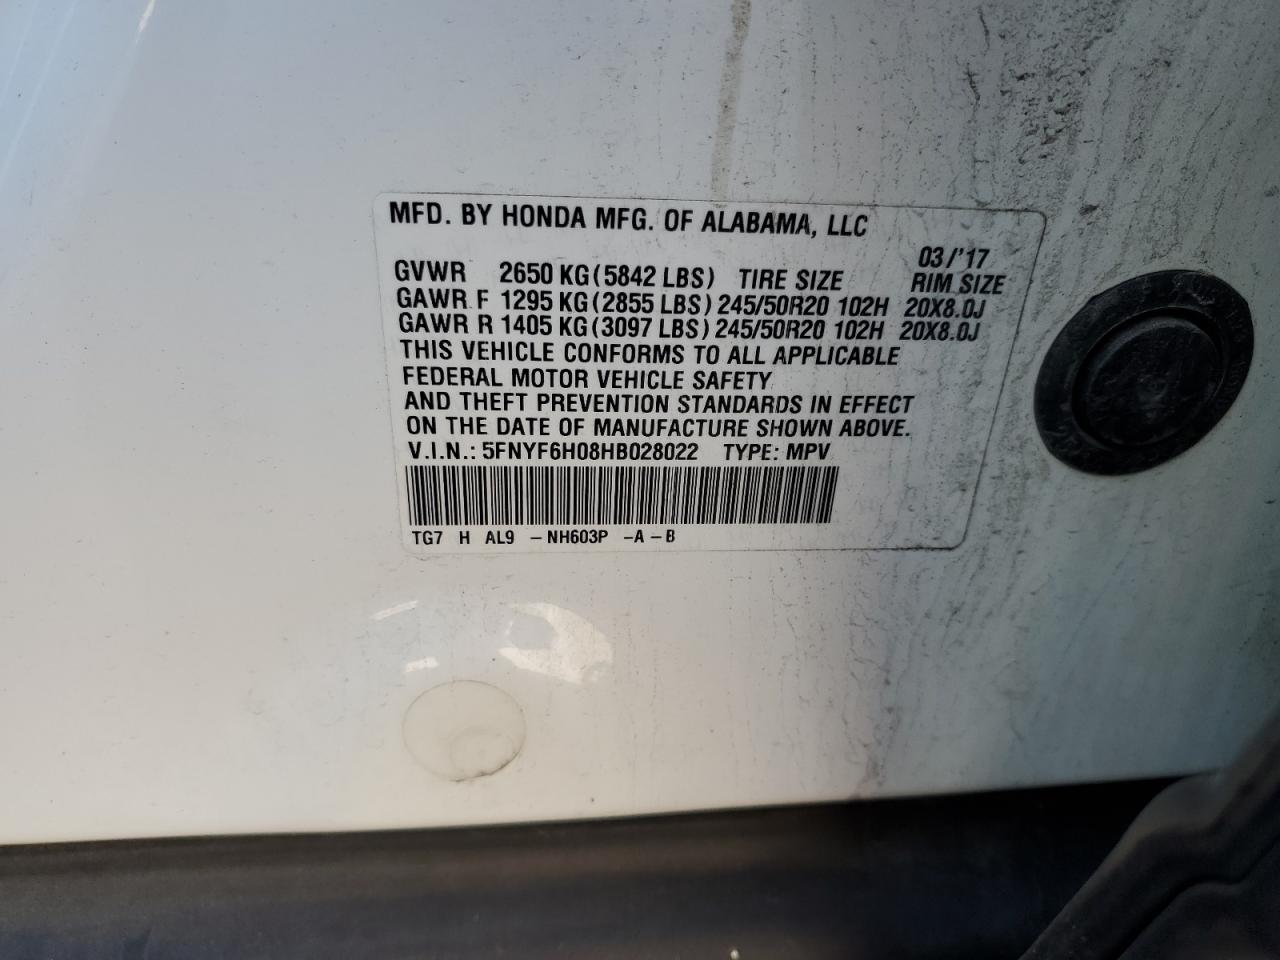 MFD. BY HONDA MFG. OF ALABAMA, LLC
03/'17
GVWR 2650 KG(5842 LBS) TIRE SIZE RIM SIZE
GAWR F 1295 KG(2855 LBS) 245/50R20 102H 20X8.0J
GAWR R 1405 KG(3097 LBS) 245/50R20 102H 20X8.0J
THIS VEHICLE CONFORMS TO ALL APPLICABLE
FEDERAL MOTOR VEHICLE SAFETY
AND THEFT PREVENTION STANDARDS IN EFFECT
ON THE DATE OF MANUFACTURE SHOWN ABOVE.
V.I.N.: 5FNYF6H08HB028022 TYPE: MPV
TG7 H AL9 -NH603P -A-B